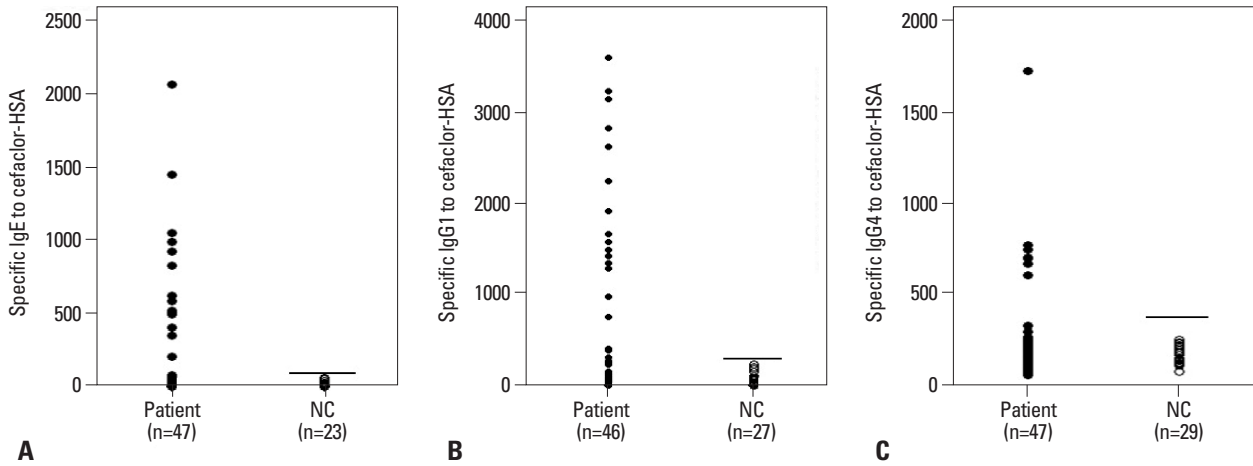 Specific IgE to cefaclor-HSA
2500
2000
1500
1000
500
0
Patient
(n=47)
NC
(n=23)
A
Specific IgG1 to cefaclor-HSA
4000
3000
2000
1000
0
Patient
(n=46)
NC
(n=27)
B
Specific IgG4 to cefaclor-HSA
2000
1500
1000
500
0
Patient
(n=47)
NC
(n=29)
C